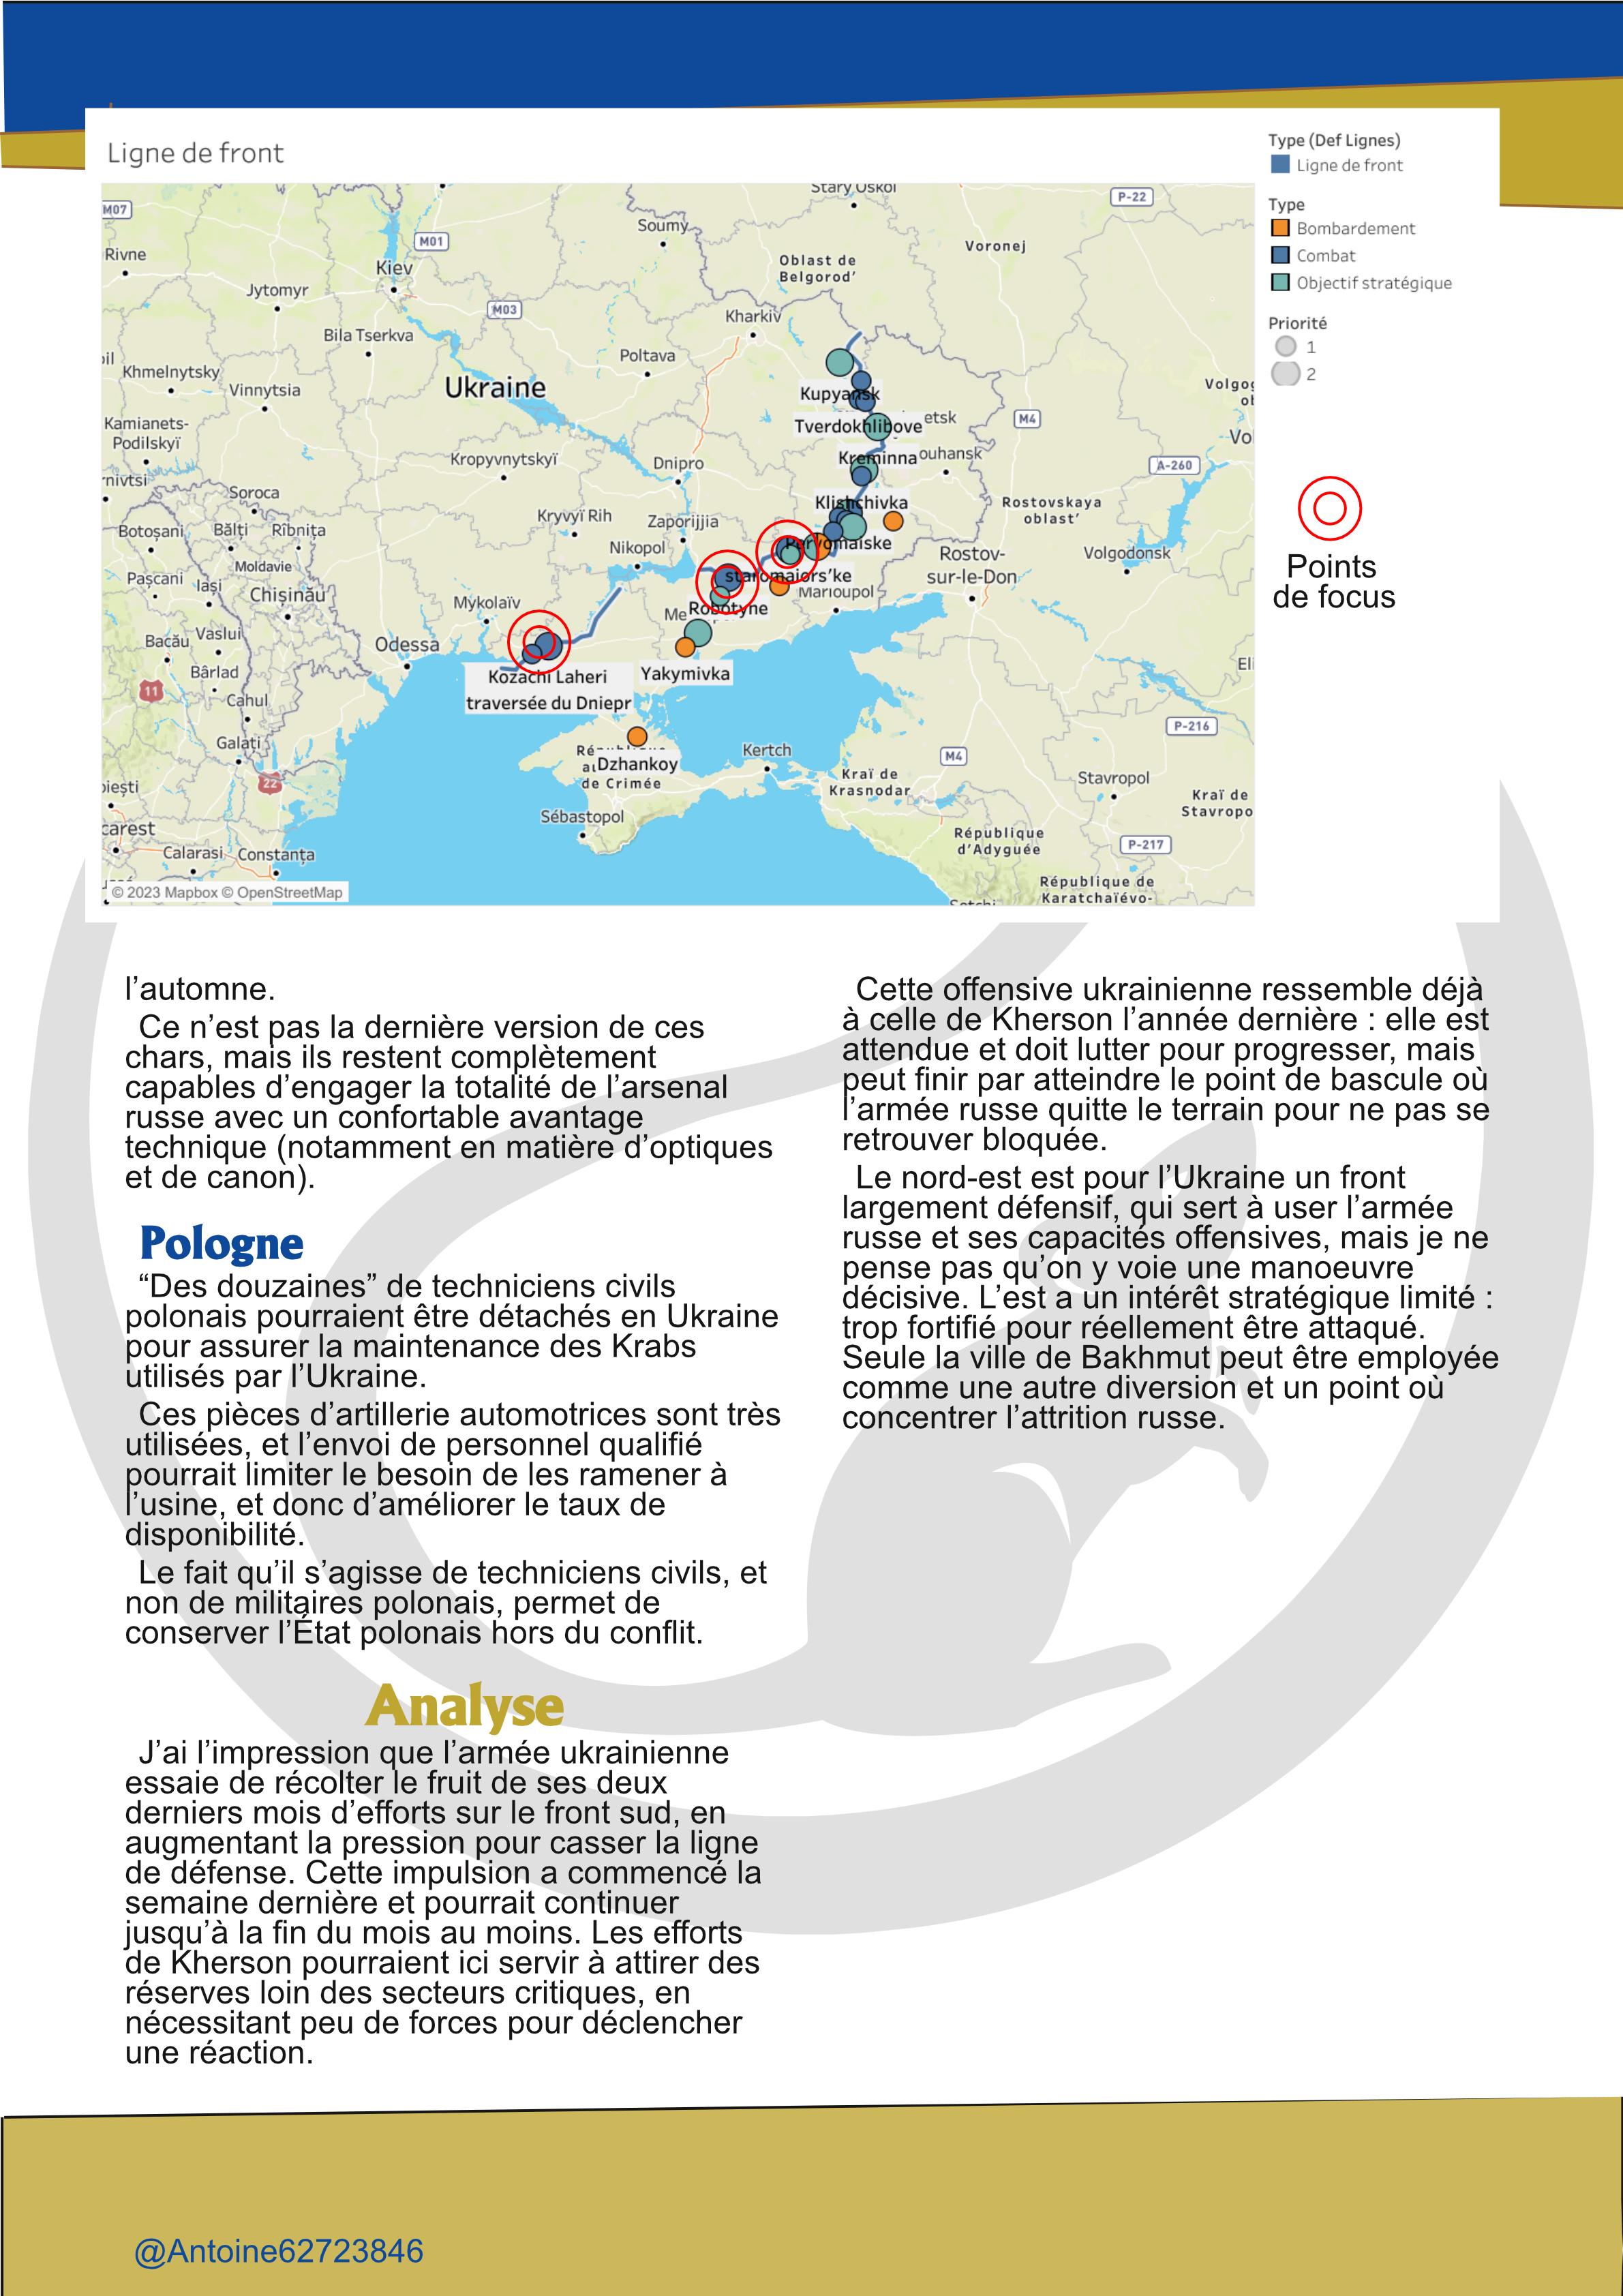 Ligne de front
Type (Def Lignes)
Ligne de front
Type
Bombardement
Combat
Objectif stratégique
Priorité
1
2
Points
de focus
M07
Stary Oskol
P-22
Soumy
M01
Rivne
Voronej
Oblast de
Belgorod'
Kiev
Jytomyr
M03
Kharkiv
Bila Tserkva
Poltava
Khmelnytsky
Ukraine
Vinnytsia
Kupyansk
M4
Kamianets-
Podilskyï
Tverdokhlibove
etsk
Kropyvnytskyï
Dnipro
Kreminna
ouhansk
A-260
Soroca
Klishchivka
Rostovskaya
oblast'
Botoșani
Bălți
Rîbnița
Kryvyï Rih
Zaporijjia
Nikopol
Pervomaiske
Rostov-
sur-le-Don
Volgodonsk
Moldavie
Pașcani
Iași
Chișinău
staromaiors'ke
Marioupol
Mykolaïv
Robotyne
Bacău
Vaslui
Odessa
Bârlad
Kozachi Laheri
traversée du Dniepr
Yakymivka
11
Cahul
P-216
Galați
Dzhankoy
de Crimée
Kertch
M4
22
Kraï de
Krasnodar
Stavropol
Kraï de
Sébastopol
République
d'Adyguée
P-217
Calarasi
Constanța
République de
Karatchaïévo-
© 2023 Mapbox © OpenStreetMap
l’automne.
Ce n’est pas la dernière version de ces
chars, mais ils restent complètement
capables d’engager la totalité de l’arsenal
russe avec un confortable avantage
technique (notamment en matière d’optiques
et de canon).
Pologne
“Des douzaines” de techniciens civils
polonais pourraient être détachés en Ukraine
pour assurer la maintenance des Krabs
utilisés par l’Ukraine.
Ces pièces d’artillerie automotrices sont très
utilisées, et l’envoi de personnel qualifié
pourrait limiter le besoin de les ramener à
l’usine, et donc d’améliorer le taux de
disponibilité.
Le fait qu’il s’agisse de techniciens civils, et
non de militaires polonais, permet de
conserver l’État polonais hors du conflit.
Analyse
J’ai l’impression que l’armée ukrainienne
essaie de récolter le fruit de ses deux
derniers mois d’efforts sur le front sud, en
augmentant la pression pour casser la ligne
de défense. Cette impulsion a commencé la
semaine dernière et pourrait continuer
jusqu’à la fin du mois au moins. Les efforts
de Kherson pourraient ici servir à attirer des
réserves loin des secteurs critiques, en
nécessitant peu de forces pour déclencher
une réaction.
Cette offensive ukrainienne ressemble déjà
à celle de Kherson l’année dernière : elle est
attendue et doit lutter pour progresser, mais
peut finir par atteindre le point de bascule où
l’armée russe quitte le terrain pour ne pas se
retrouver bloquée.
Le nord-est est pour l’Ukraine un front
largement défensif, qui sert à user l’armée
russe et ses capacités offensives, mais je ne
pense pas qu’on y voie une manoeuvre
décisive. L’est a un intérêt stratégique limité :
trop fortifié pour réellement être attaqué.
Seule la ville de Bakhmut peut être employée
comme une autre diversion et un point où
concentrer l’attrition russe.
@Antoine62723846